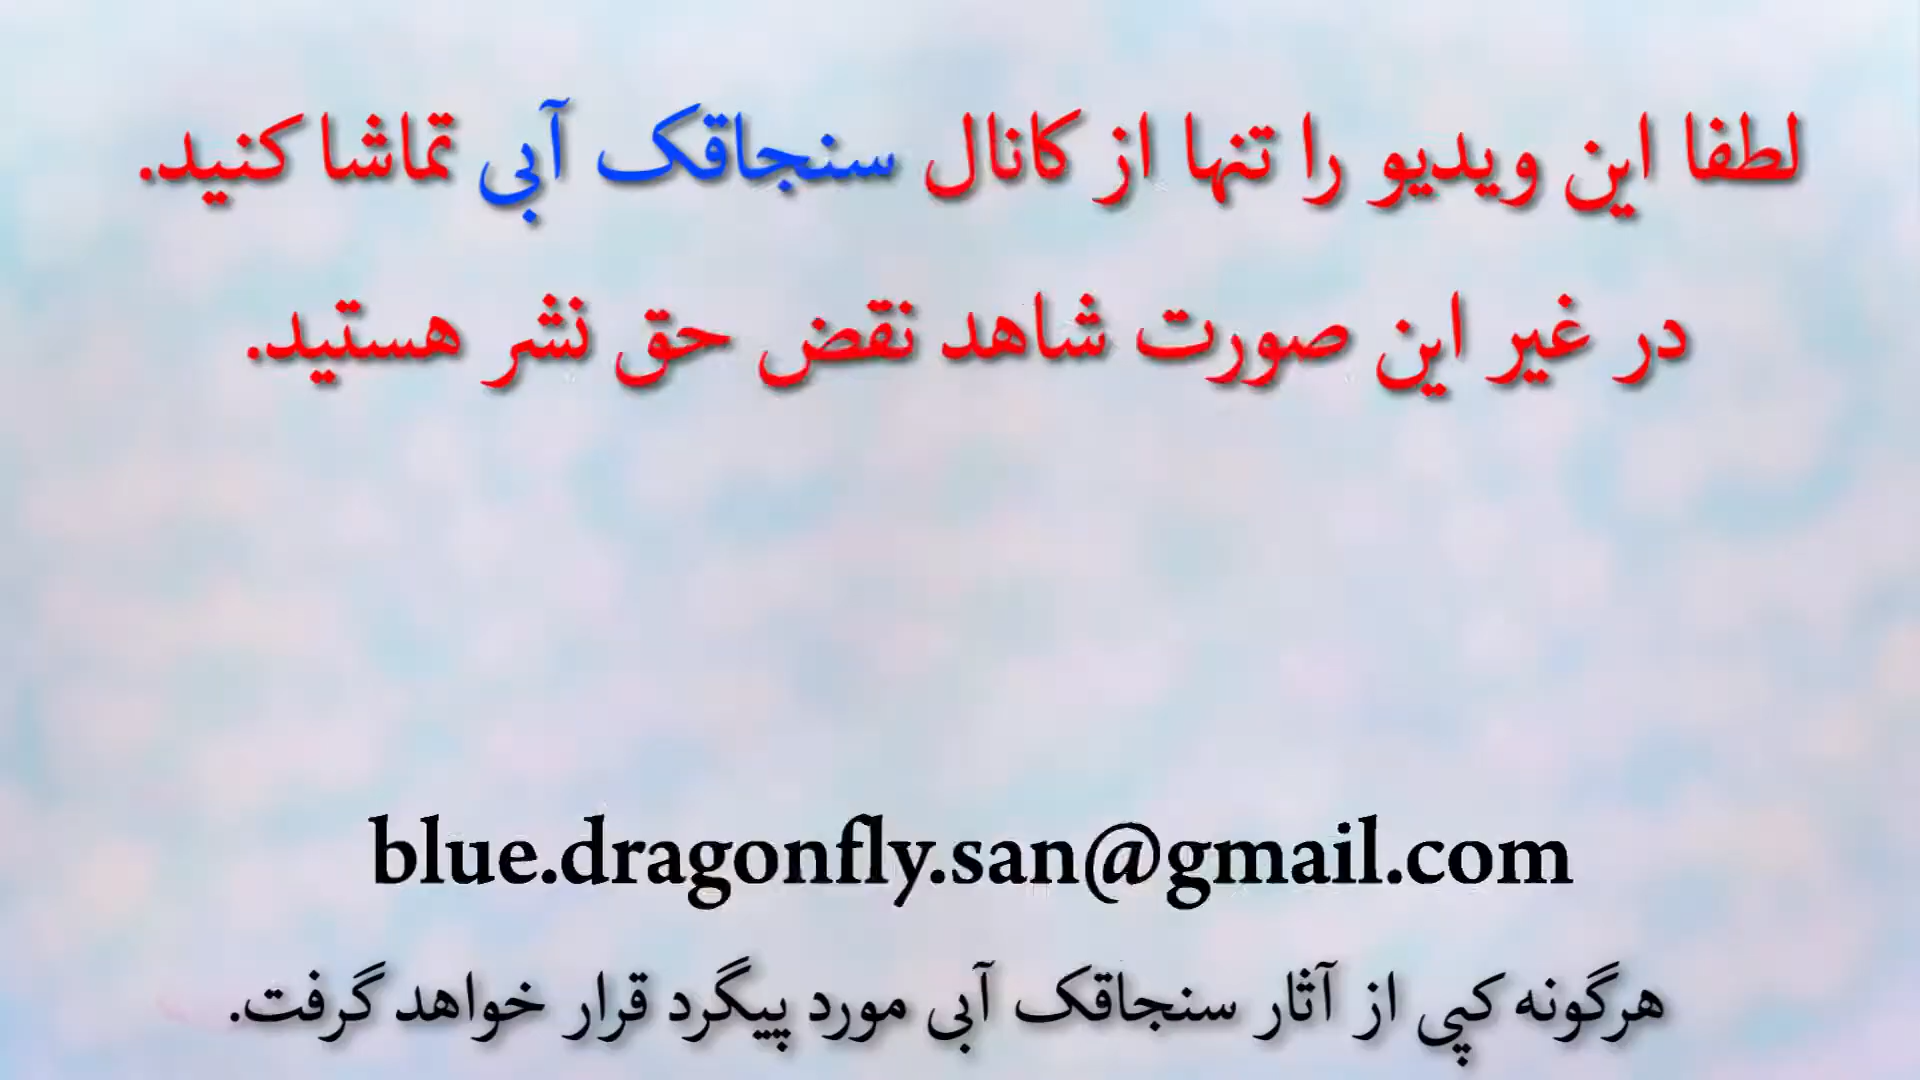 لطفا این ویدیو را تنها از کانال سنجاقک آبی تماشا کنید.
در غیر این صورت شاهد نقض حق نشر هستید.
blue.dragonfly.san@gmail.com
هرگونه کپی از آثار سنجاقک آبی مورد پیگرد قرار خواهد گرفت.